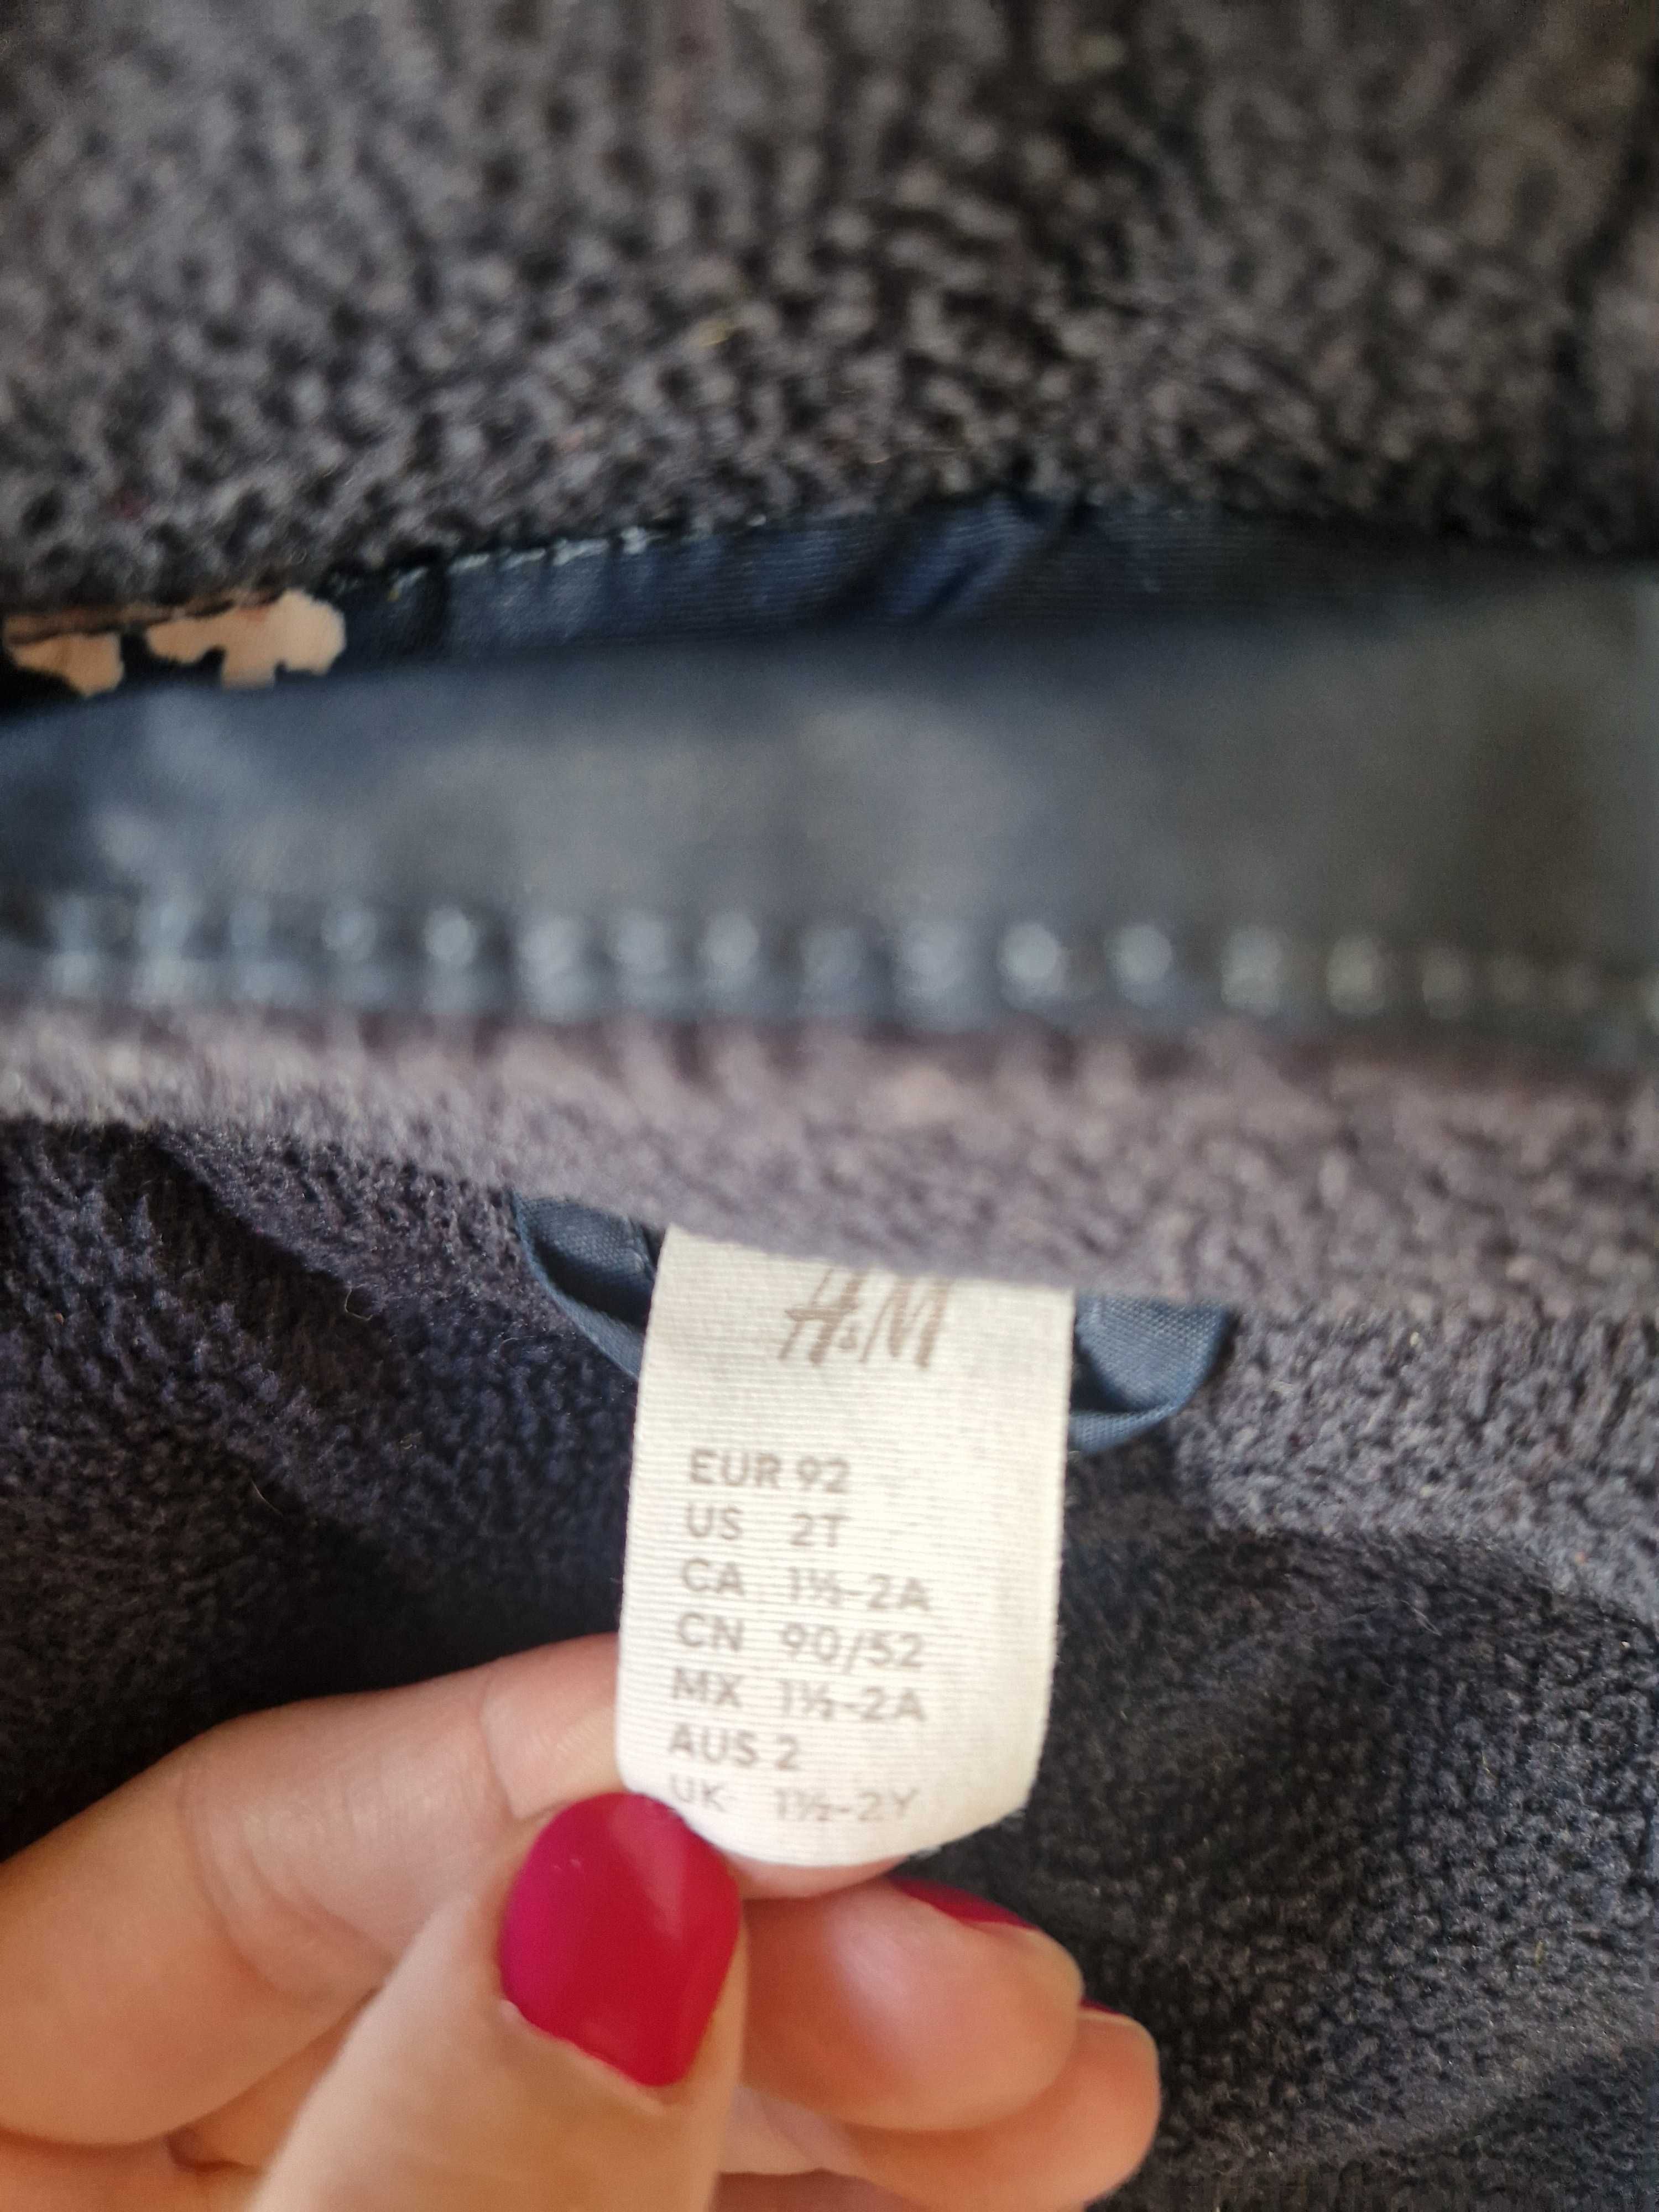 H&M
EUR 92
US 2T
CA 1½-2A
CN 90/52
MX 1½-2A
AUS 2
UK 1½-2Y